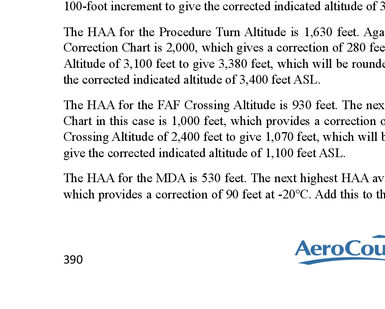 100-foot increment to give the corrected indicated altitude of 3
The HAA for the Procedure Turn Altitude is 1,630 feet. Aga
Correction Chart is 2,000, which gives a correction of 280 fee
Altitude of 3,100 feet to give 3,380 feet, which will be rounde
the corrected indicated altitude of 3,400 feet ASL.
The HAA for the FAF Crossing Altitude is 930 feet. The nex
Chart in this case is 1,000 feet, which provides a correction o
Crossing Altitude of 2,400 feet to give 1,070 feet, which will b
give the corrected indicated altitude of 1,100 feet ASL.
The HAA for the MDA is 530 feet. The next highest HAA av
which provides a correction of 90 feet at -20°C. Add this to th
AeroCou
390